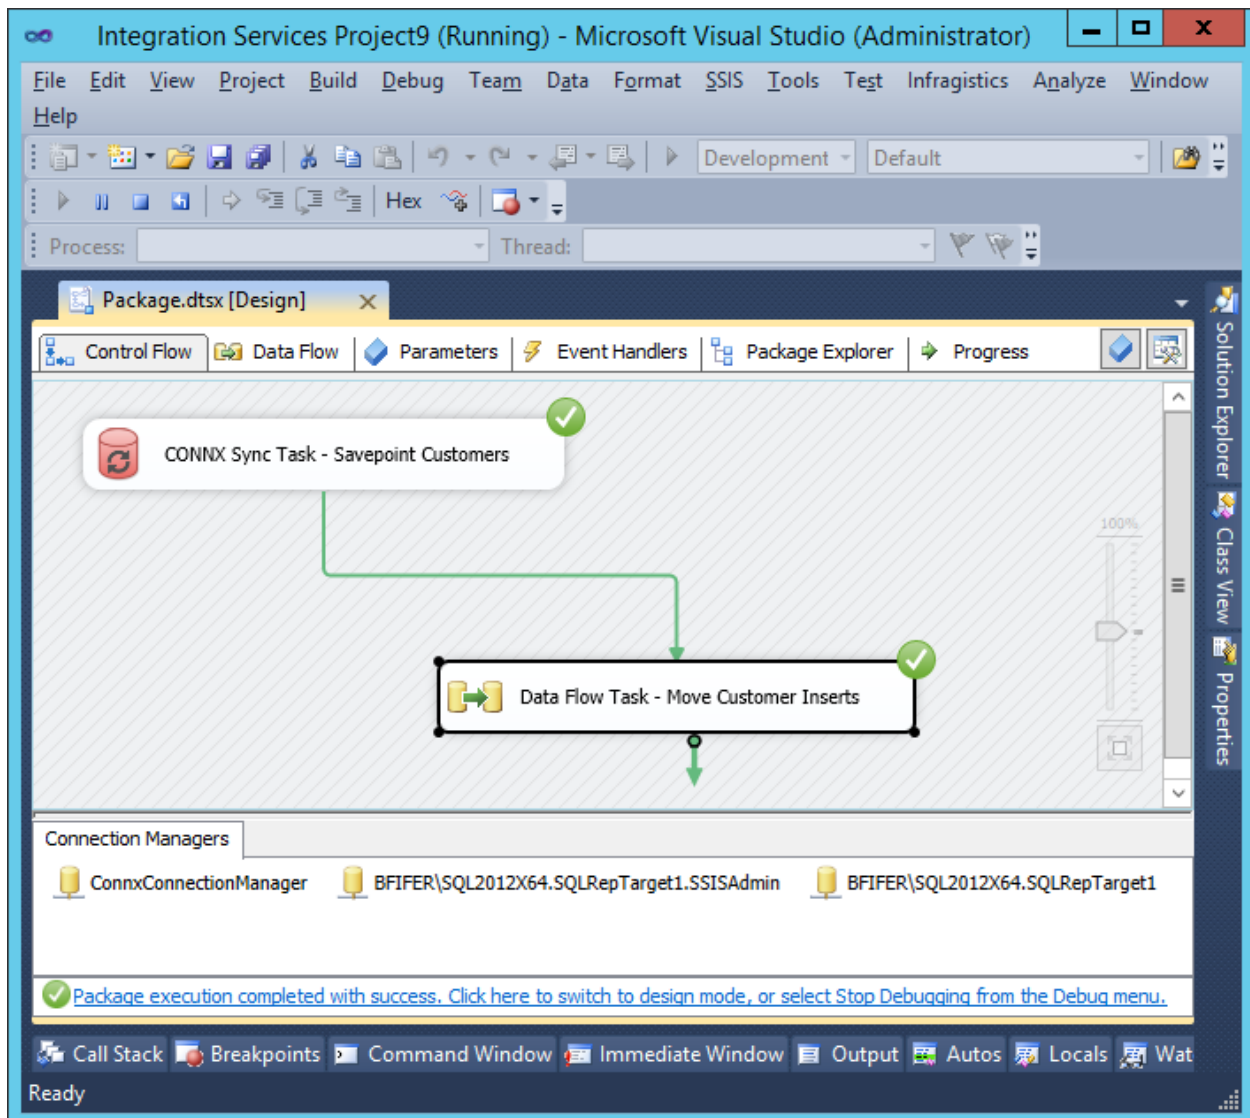 Integration Services Project9 (Running) - Microsoft Visual Studio (Administrator)
File Edit View Project Build Debug Team Data Format SSIS Tools Test Infragistics Analyze Window
Help
Development Default
Hex
Process: Thread:
Package.dtsx [Design]
Control Flow Data Flow Parameters Event Handlers Package Explorer Progress
CONNX Sync Task - Savepoint Customers
100%
Data Flow Task - Move Customer Inserts
Solution Explorer
Class View
Properties
Connection Managers
ConnxConnectionManager BFIFER\SQL2012X64.SQLRepTarget1.SSISAdmin BFIFER\SQL2012X64.SQLRepTarget1
Package execution completed with success. Click here to switch to design mode, or select Stop Debugging from the Debug menu.
Call Stack Breakpoints Command Window Immediate Window Output Autos Locals Wat
Ready